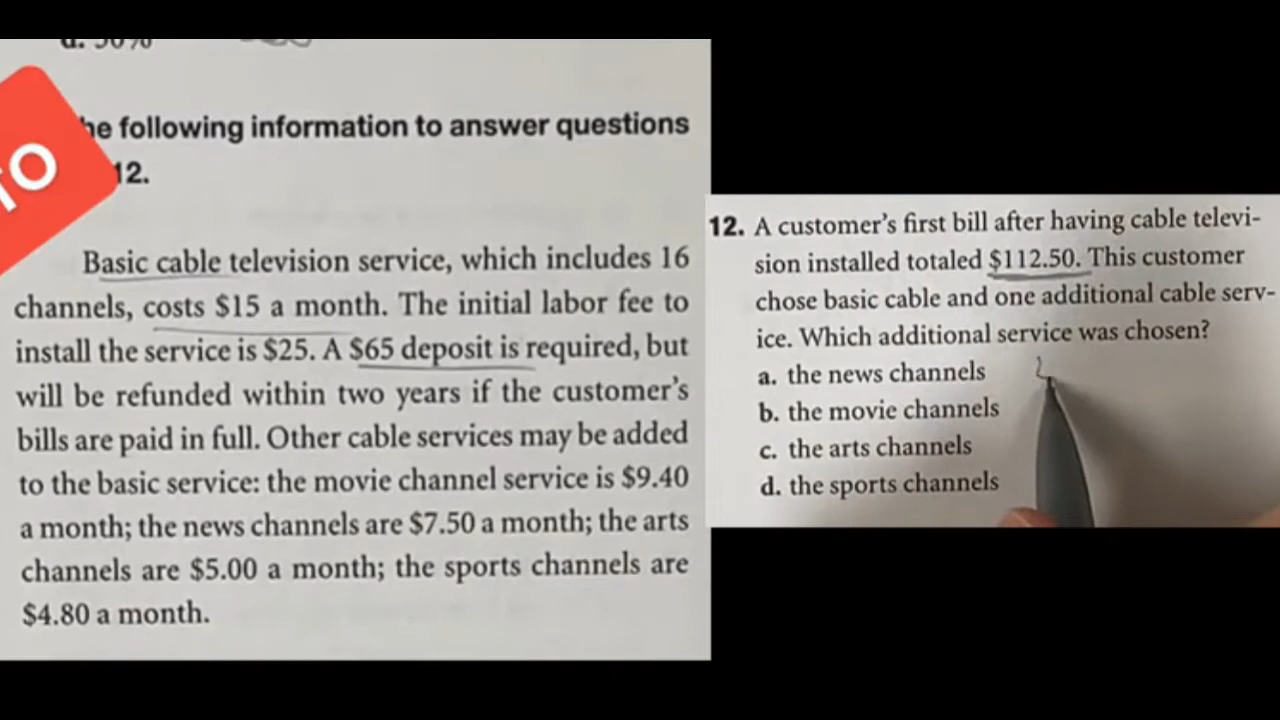 d. 50%
he following information to answer questions
12.
Basic cable television service, which includes 16
channels, costs $15 a month. The initial labor fee to
install the service is $25. A $65 deposit is required, but
will be refunded within two years if the customer's
bills are paid in full. Other cable services may be added
to the basic service: the movie channel service is $9.40
a month; the news channels are $7.50 a month; the arts
channels are $5.00 a month; the sports channels are
$4.80 a month.
12. A customer's first bill after having cable televi-
sion installed totaled $112.50. This customer
chose basic cable and one additional cable serv-
ice. Which additional service was chosen?
a. the news channels
b. the movie channels
c. the arts channels
d. the sports channels